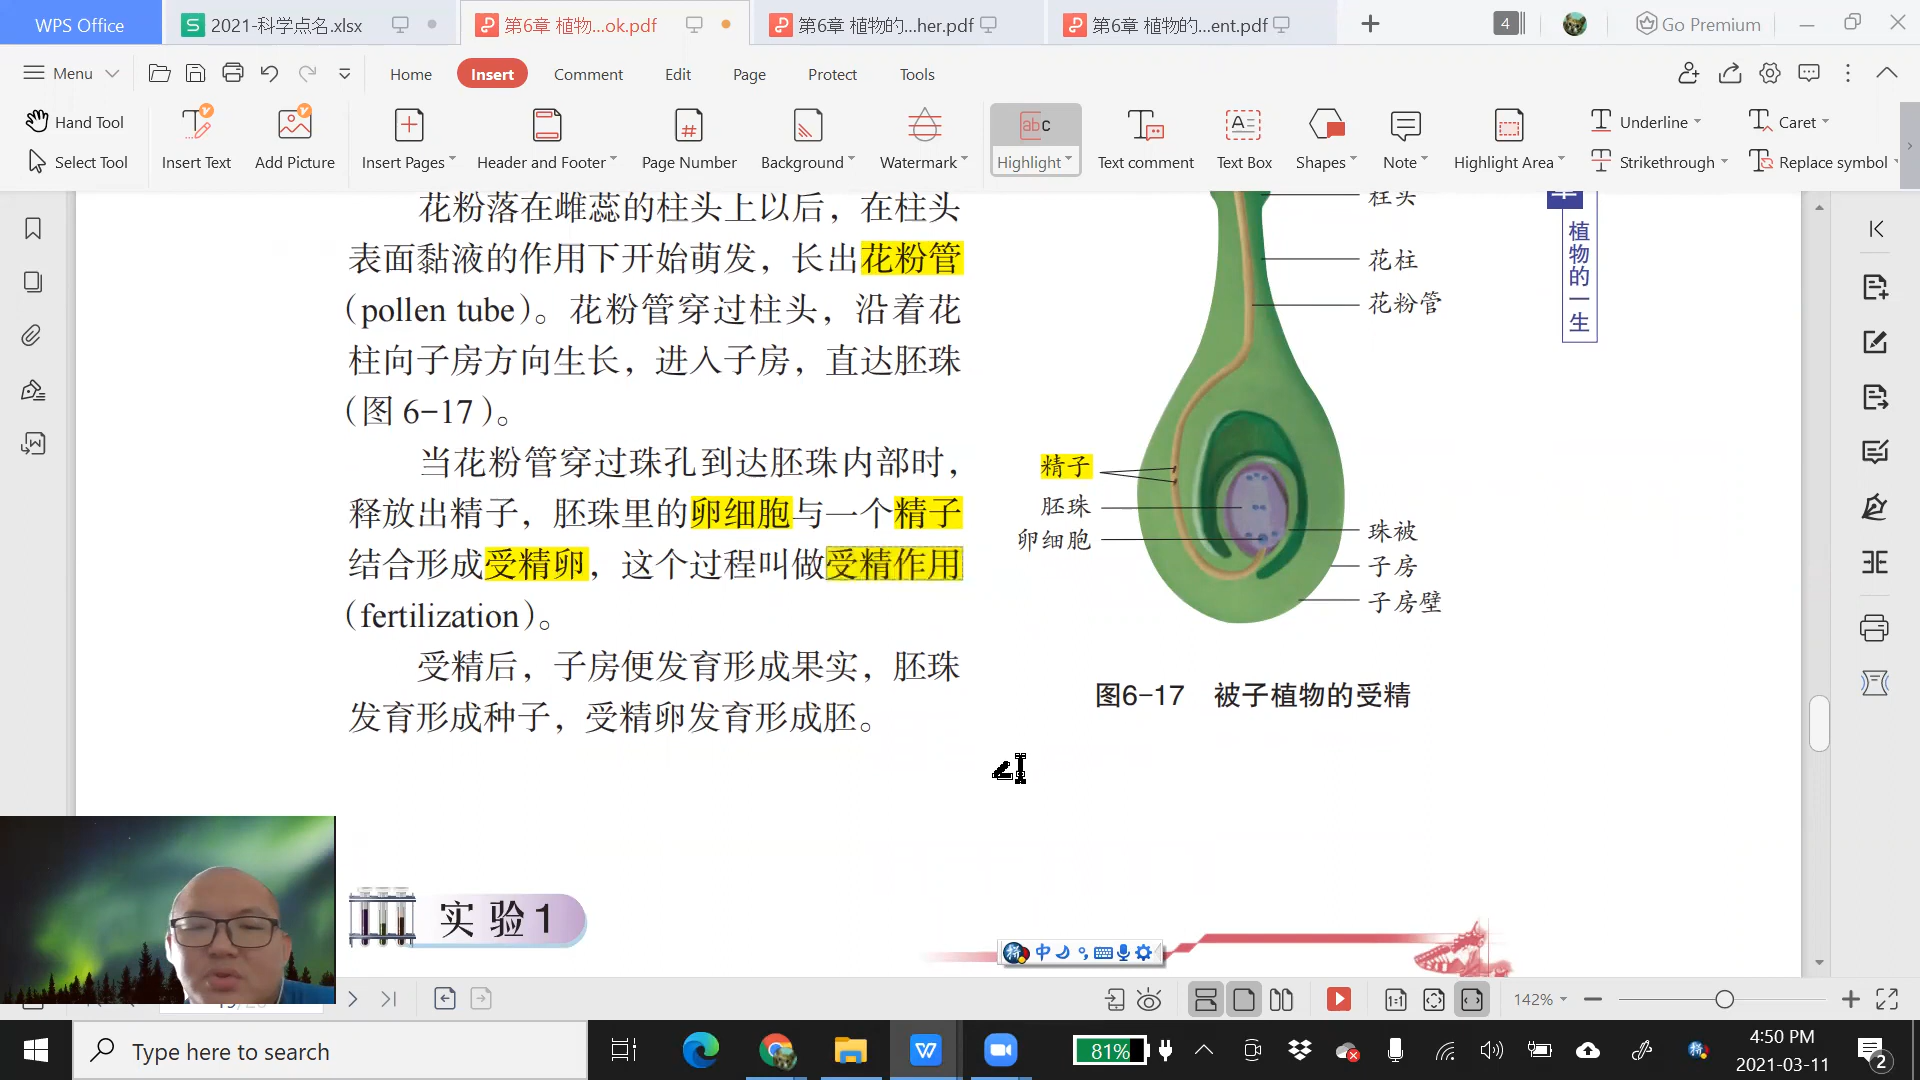 WPS Office
2021-科学点名.xlsx
第6章 植物...ok.pdf
第6章 植物的...her.pdf
第6章 植物的...ent.pdf
4
Go Premium
Menu
Home
Insert
Comment
Edit
Page
Protect
Tools
Hand Tool
Select Tool
Insert Text
Add Picture
Insert Pages
Header and Footer
Page Number
Background
Watermark
Highlight
Text comment
Text Box
Shapes
Note
Highlight Area
Underline
Strikethrough
Caret
Replace symbol
花粉落在雌蕊的柱头上以后，在柱头
表面黏液的作用下开始萌发，长出花粉管
(pollen tube)。花粉管穿过柱头，沿着花
柱向子房方向生长，进入子房，直达胚珠
(图 6-17)。
当花粉管穿过珠孔到达胚珠内部时，
释放出精子，胚珠里的卵细胞与一个精子
结合形成受精卵，这个过程叫做受精作用
(fertilization)。
受精后，子房便发育形成果实，胚珠
发育形成种子，受精卵发育形成胚。
柱头
花柱
花粉管
精子
胚珠
卵细胞
珠被
子房
子房壁
图6-17 被子植物的受精
植物的一生
实验1
中
142%
Type here to search
81%
4:50 PM
2021-03-11
2